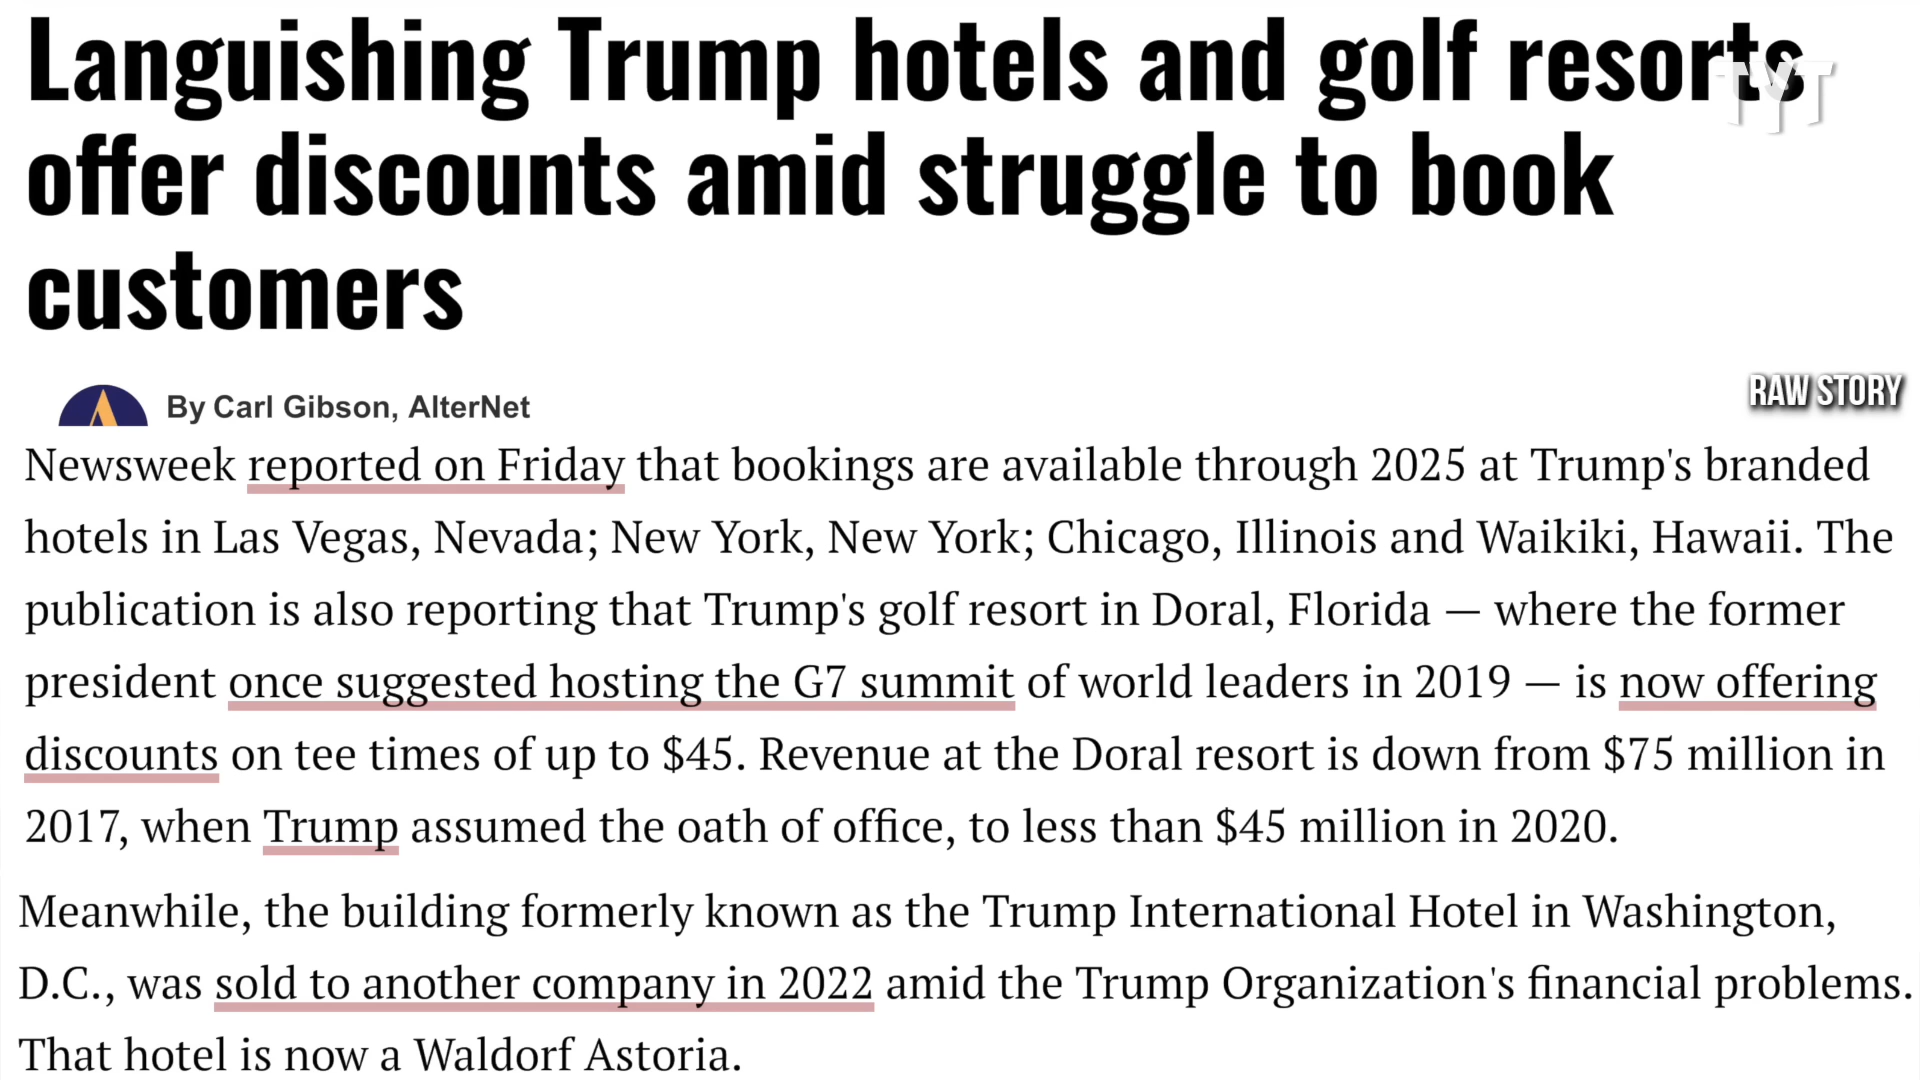 Languishing Trump hotels and golf resorts
TYT
offer discounts amid struggle to book
customers
RAW STORY
By Carl Gibson, AlterNet
Newsweek reported on Friday that bookings are available through 2025 at Trump's branded
hotels in Las Vegas, Nevada; New York, New York; Chicago, Illinois and Waikiki, Hawaii. The
publication is also reporting that Trump's golf resort in Doral, Florida — where the former
president once suggested hosting the G7 summit of world leaders in 2019 — is now offering
discounts on tee times of up to $45. Revenue at the Doral resort is down from $75 million in
2017, when Trump assumed the oath of office, to less than $45 million in 2020.
Meanwhile, the building formerly known as the Trump International Hotel in Washington,
D.C., was sold to another company in 2022 amid the Trump Organization's financial problems.
That hotel is now a Waldorf Astoria.